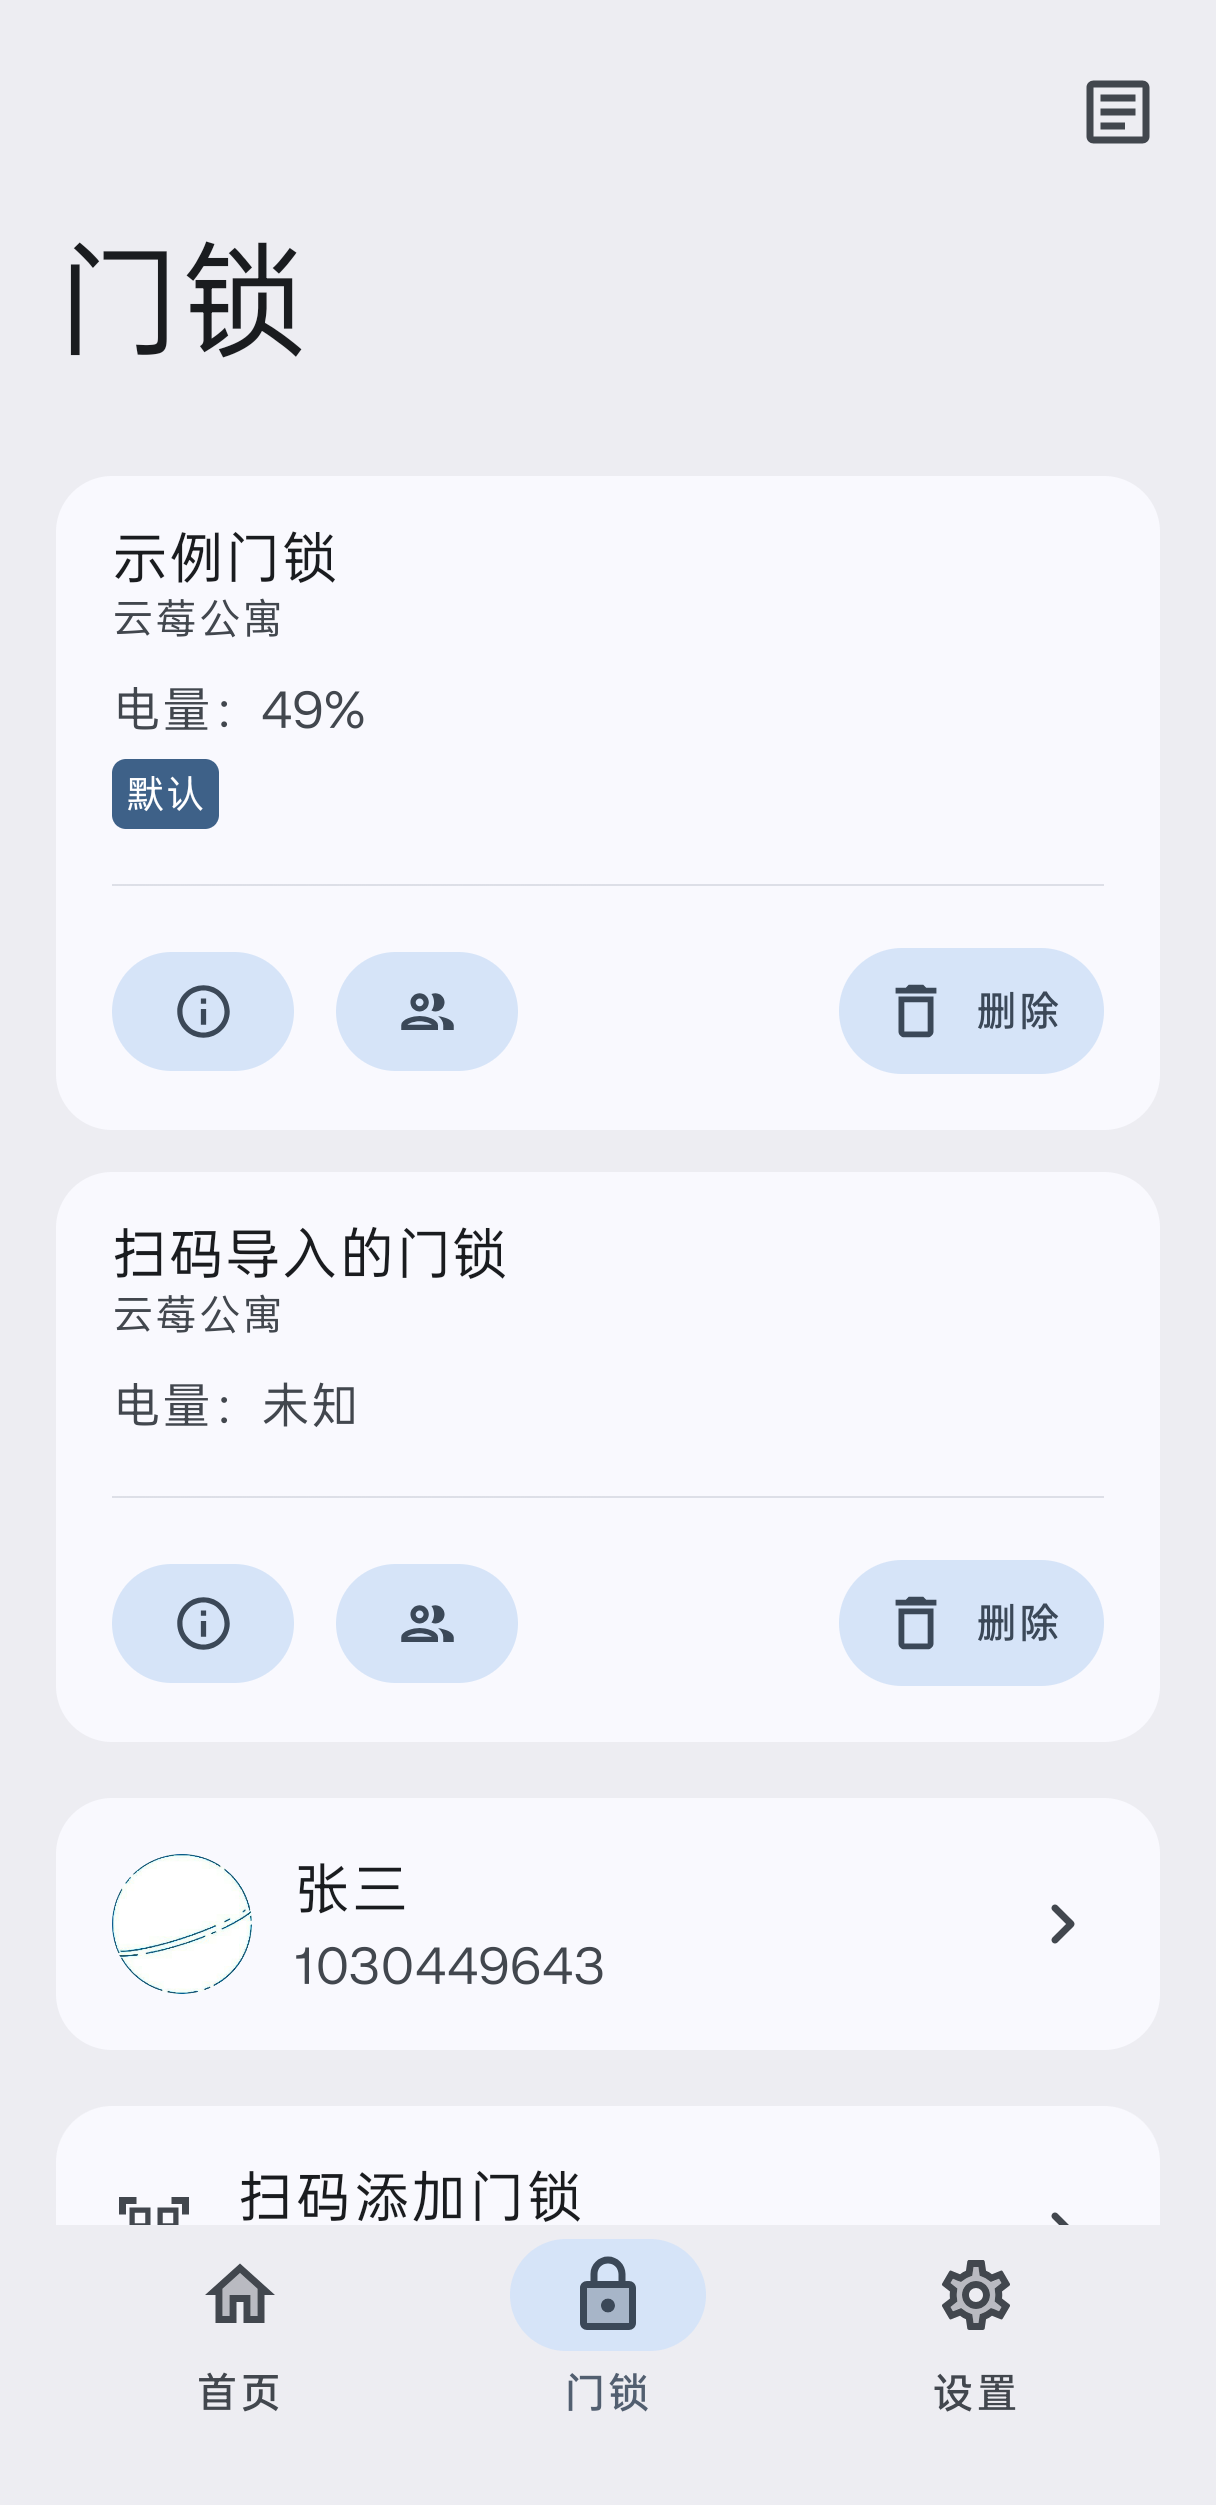 门锁
示例门锁
云莓公寓
电量：49%
默认
删除
扫码导入的门锁
云莓公寓
电量：未知
删除
张三
1030449643
扫码添加门锁
首页
门锁
设置